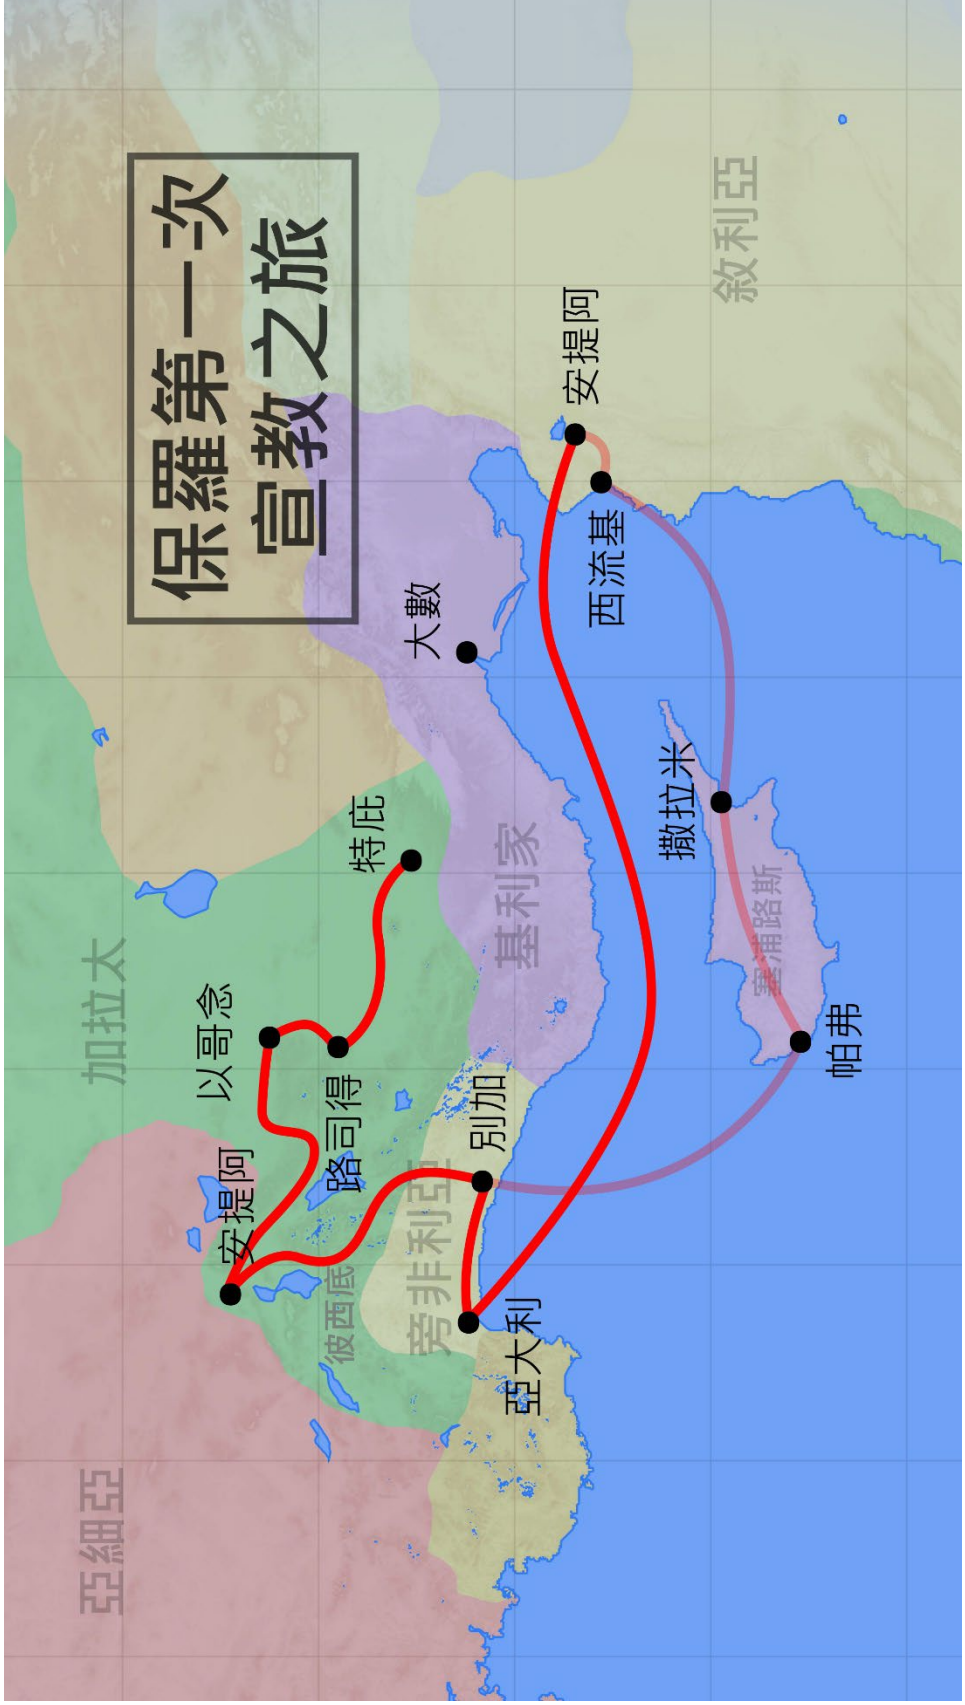 保羅第一次
宣教之旅
亞細亞
加拉太
以哥念
安提阿
路司得
特庇
彼西底
旁非利亞
別加
亞大利
基利家
大數
安提阿
西流基
敘利亞
撒拉米
塞浦路斯
帕弗